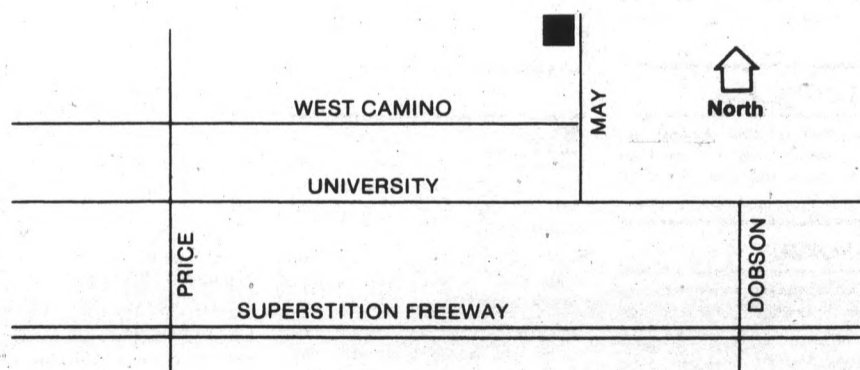 WEST CAMINO
MAY
North
UNIVERSITY
PRICE
DOBSON
SUPERSTITION FREEWAY